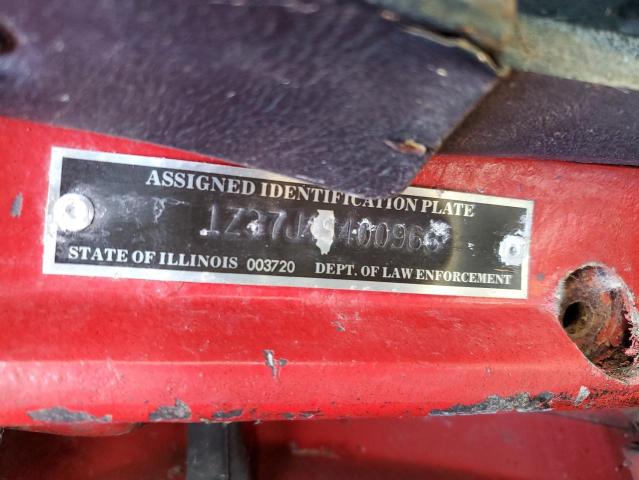 ASSIGNED IDENTIFICATION PLATE
STATE OF ILLINOIS 003720 DEPT. OF LAW ENFORCEMENT